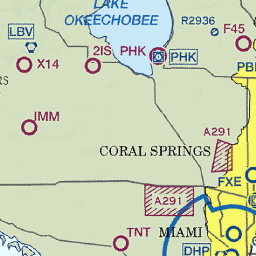 LAKE
OKEECHOBEE
R2936
F45
LBV
2IS
PHK
PHK
X14
PB
RS
IMM
A291
CORAL SPRINGS
FXE
A291
MIAMI
TNT
DHP